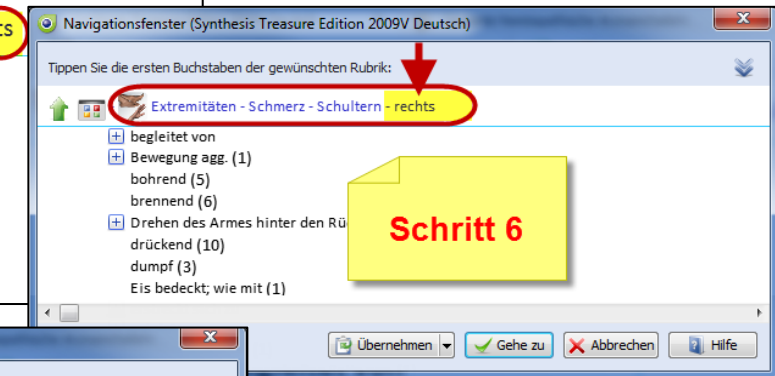 ts
Navigationsfenster (Synthesis Treasure Edition 2009V Deutsch)
Tippen Sie die ersten Buchstaben der gewünschten Rubrik:
Extremitäten - Schmerz - Schultern - rechts
begleitet von
Bewegung agg. (1)
bohrend (5)
brennend (6)
Drehen des Armes hinter den Rü
drückend (10)
dumpf (3)
Eis bedeckt; wie mit (1)
Schritt 6
Übernehmen
Gehe zu
Abbrechen
Hilfe